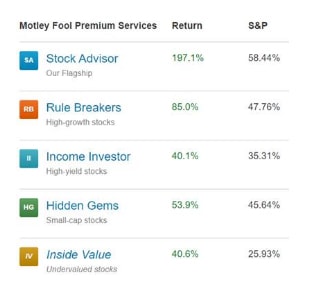 Motley Fool Premium Services Return S&P
SA Stock Advisor 197.1% 58.44%
Our Flagship
RB Rule Breakers 85.0% 47.76%
High-growth stocks
II Income Investor 40.1% 35.31%
High-yield stocks
HG Hidden Gems 53.9% 45.64%
Small-cap stocks
IV Inside Value 40.6% 25.93%
Undervalued stocks